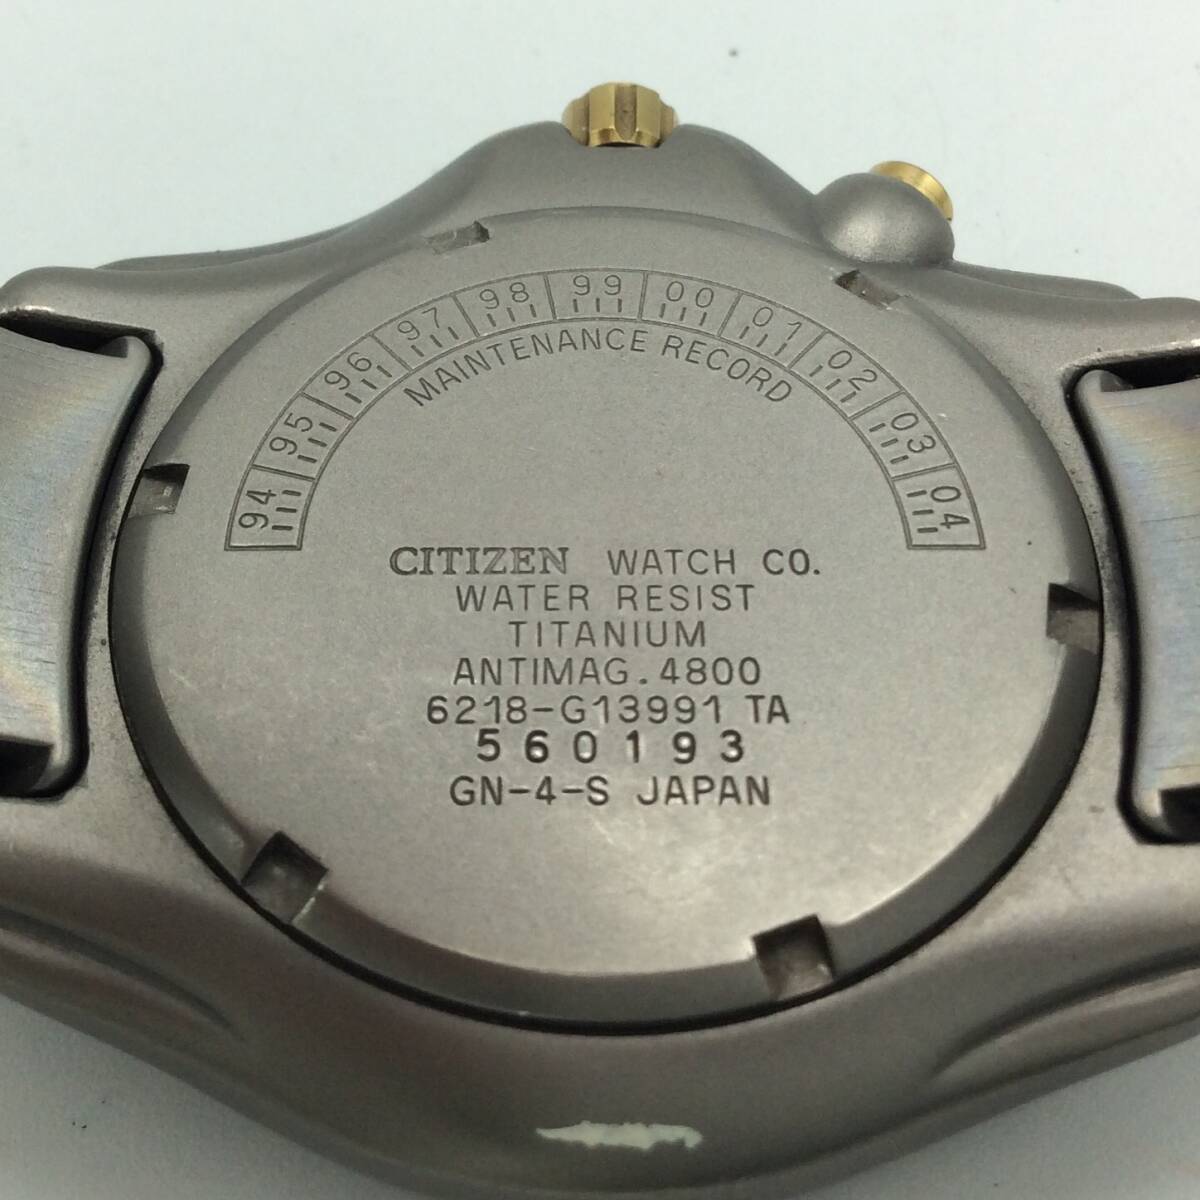 94 95 96 97 98 99 00 01 02 03 04
MAINTENANCE RECORD
CITIZEN WATCH CO.
WATER RESIST
TITANIUM
ANTIMAG.4800
6218-G13991 TA
560193
GN-4-S JAPAN